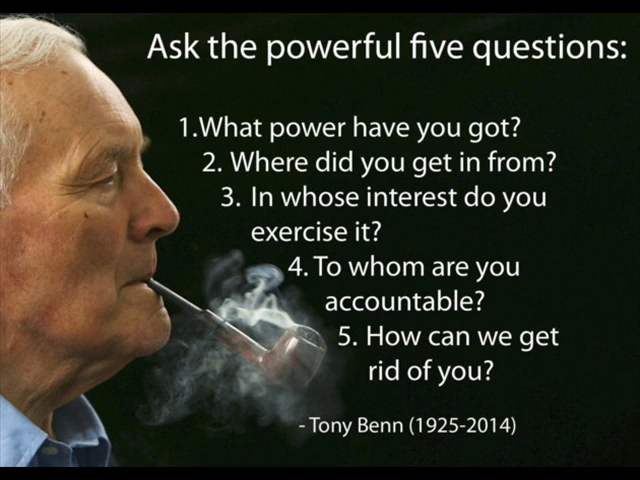 Ask the powerful five questions:
1.What power have you got?
2. Where did you get in from?
3. In whose interest do you
exercise it?
4. To whom are you
accountable?
5. How can we get
rid of you?
- Tony Benn (1925-2014)